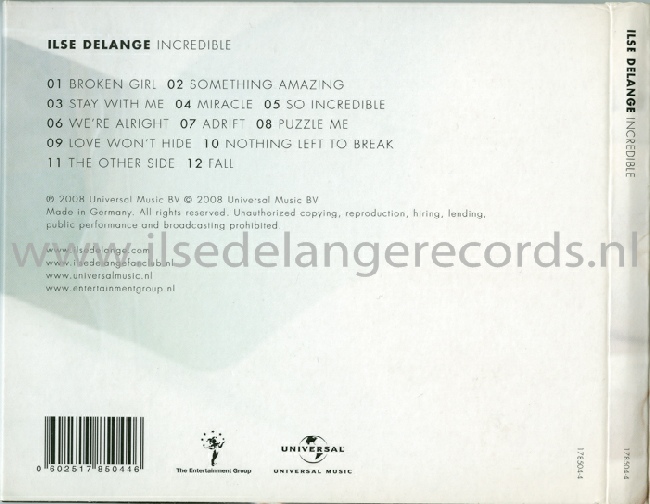 ILSE DELANGE INCREDIBLE
01 BROKEN GIRL 02 SOMETHING AMAZING
03 STAY WITH ME 04 MIRACLE 05 SO INCREDIBLE
06 WE'RE ALRIGHT 07 ADRIFT 08 PUZZLE ME
09 LOVE WON'T HIDE 10 NOTHING LEFT TO BREAK
11 THE OTHER SIDE 12 FALL
℗ 2008 Universal Music BV © 2008 Universal Music BV
Made in Germany. All rights reserved. Unauthorized copying, reproduction, hiring, lending,
public performance and broadcasting prohibited
www.ilsedelangerecords.nl
www.ilsedelange.com
www.ilsedelangefanclub.nl
www.universalmusic.nl
www.entertainmentgroup.nl
0 602517 850446
The Entertainment Group
UNIVERSAL
UNIVERSAL MUSIC
ILSE DELANGE INCREDIBLE
178504-4
178504-4